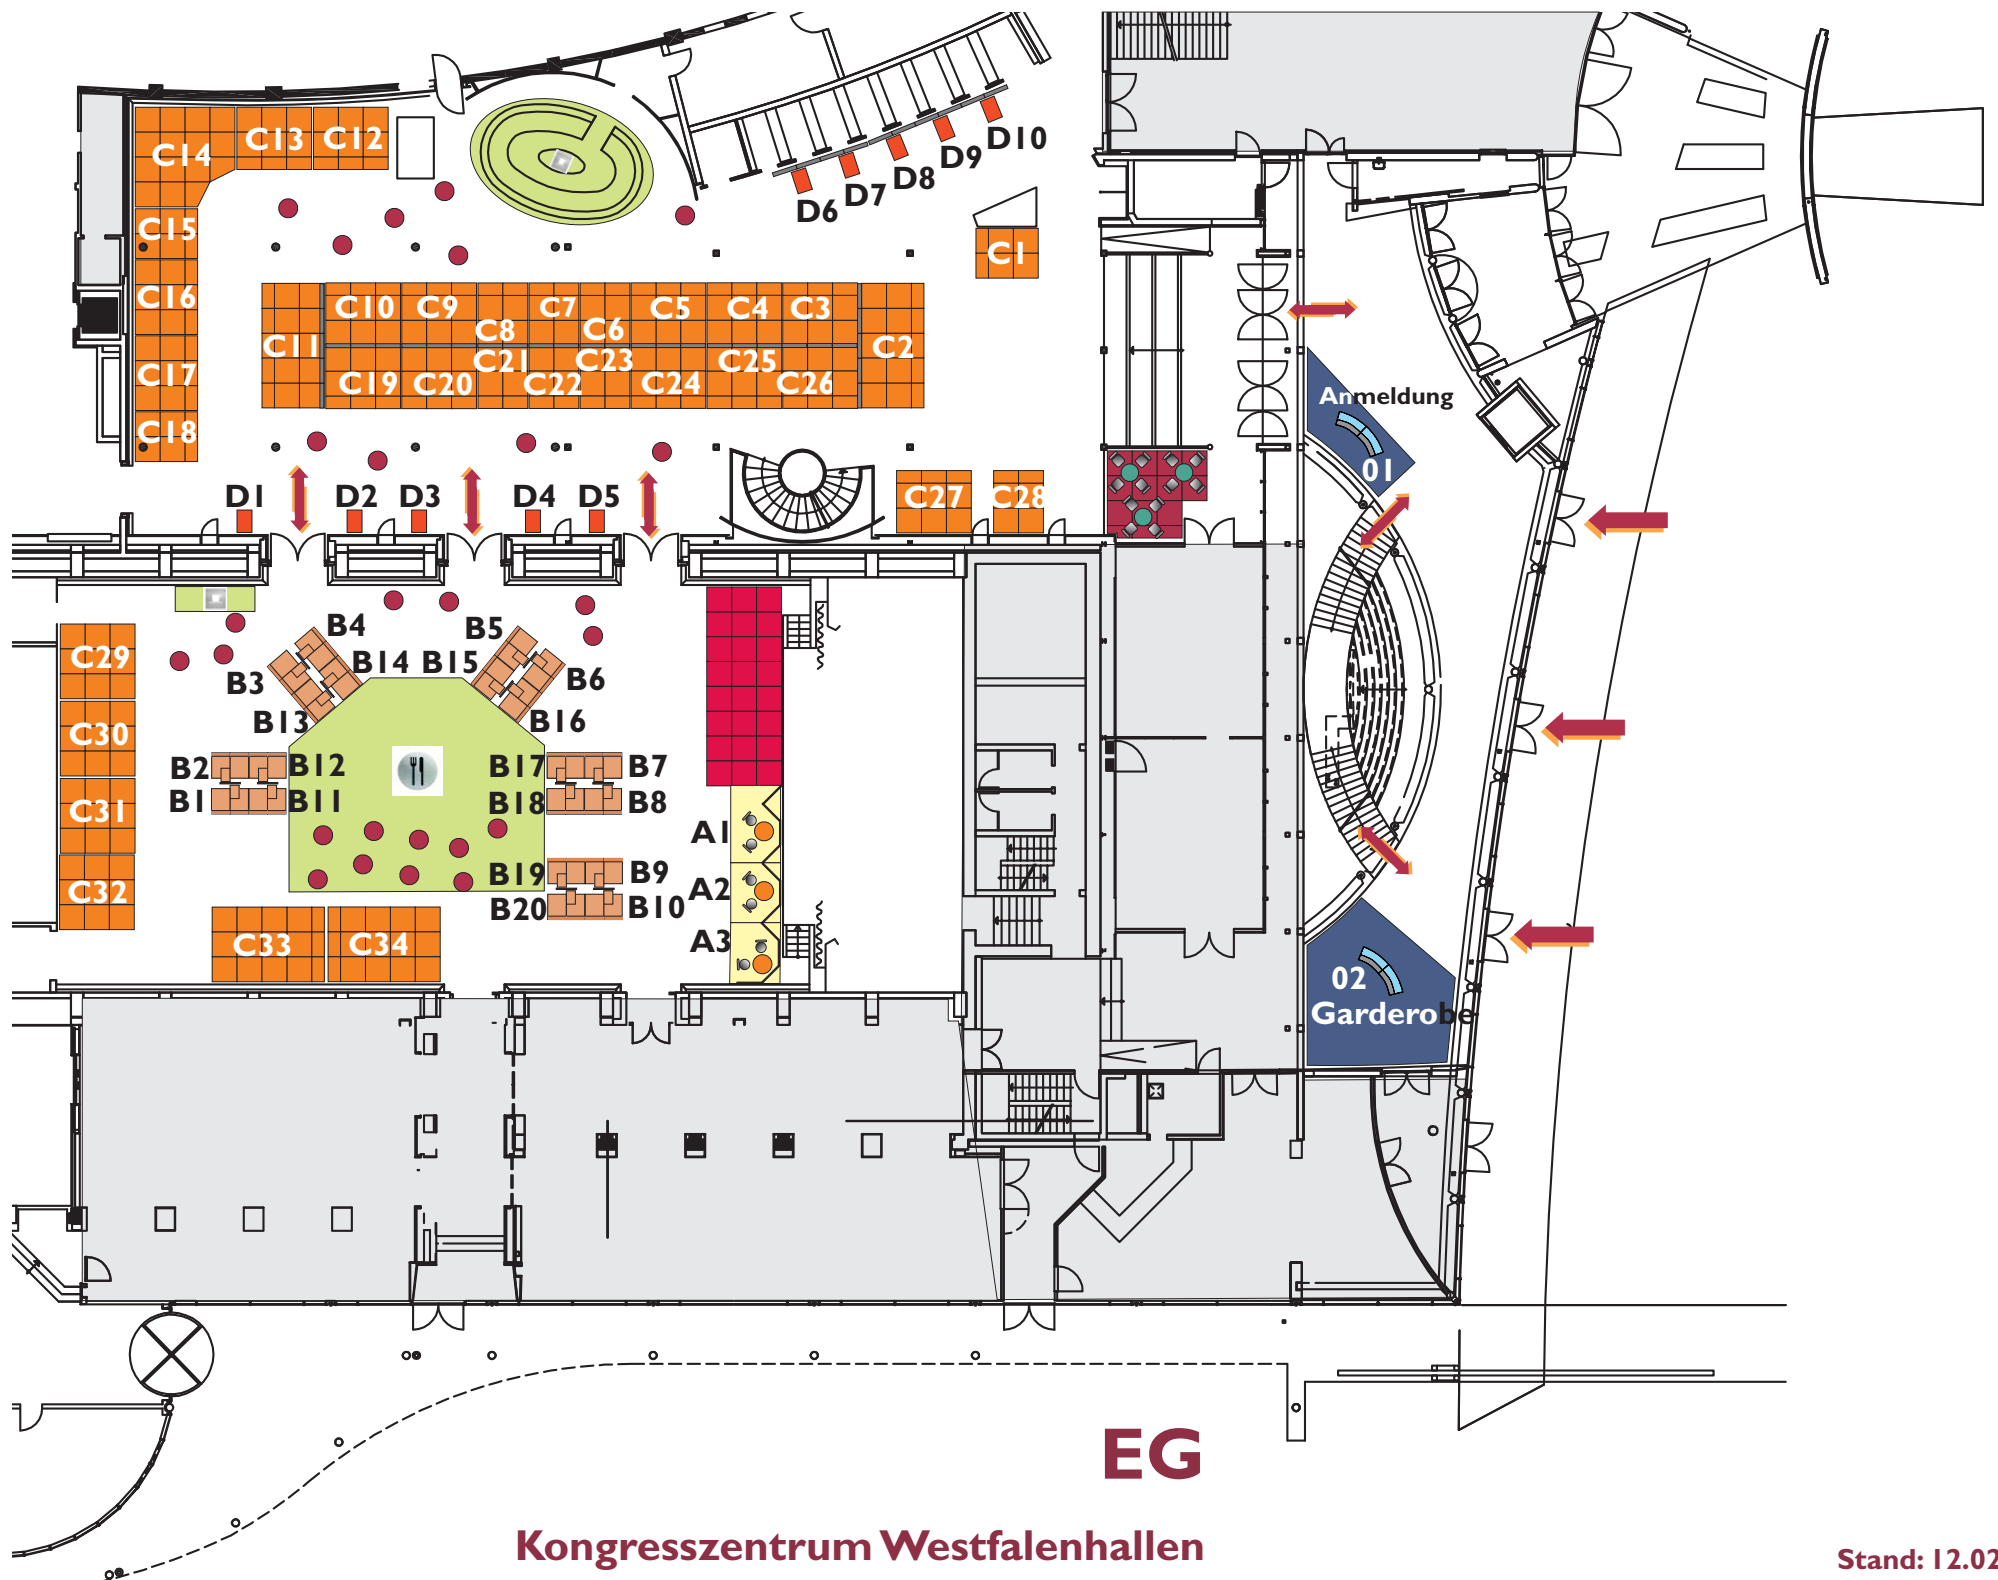 C14 C13 C12
D10
D9
D8
D7
D6
C15
C1
C16
C10 C9 C7 C5 C4 C3
C8 C6
C11 C21 C23 C25 C2
C17
C19 C20 C22 C24 C26
Anmeldung
C18
01
D1 D2 D3 D4 D5
C27 C28
B4 B5
C29 B14 B15
B3 B6
B13 B16
C30
B2 B12 B17 B7
B1 B11 B18 B8
C31
A1
B19 B9
C32 A2
B20 B10
C33 C34 A3
02
Garderobe
EG
Kongresszentrum Westfalenhallen
Stand: 12.02